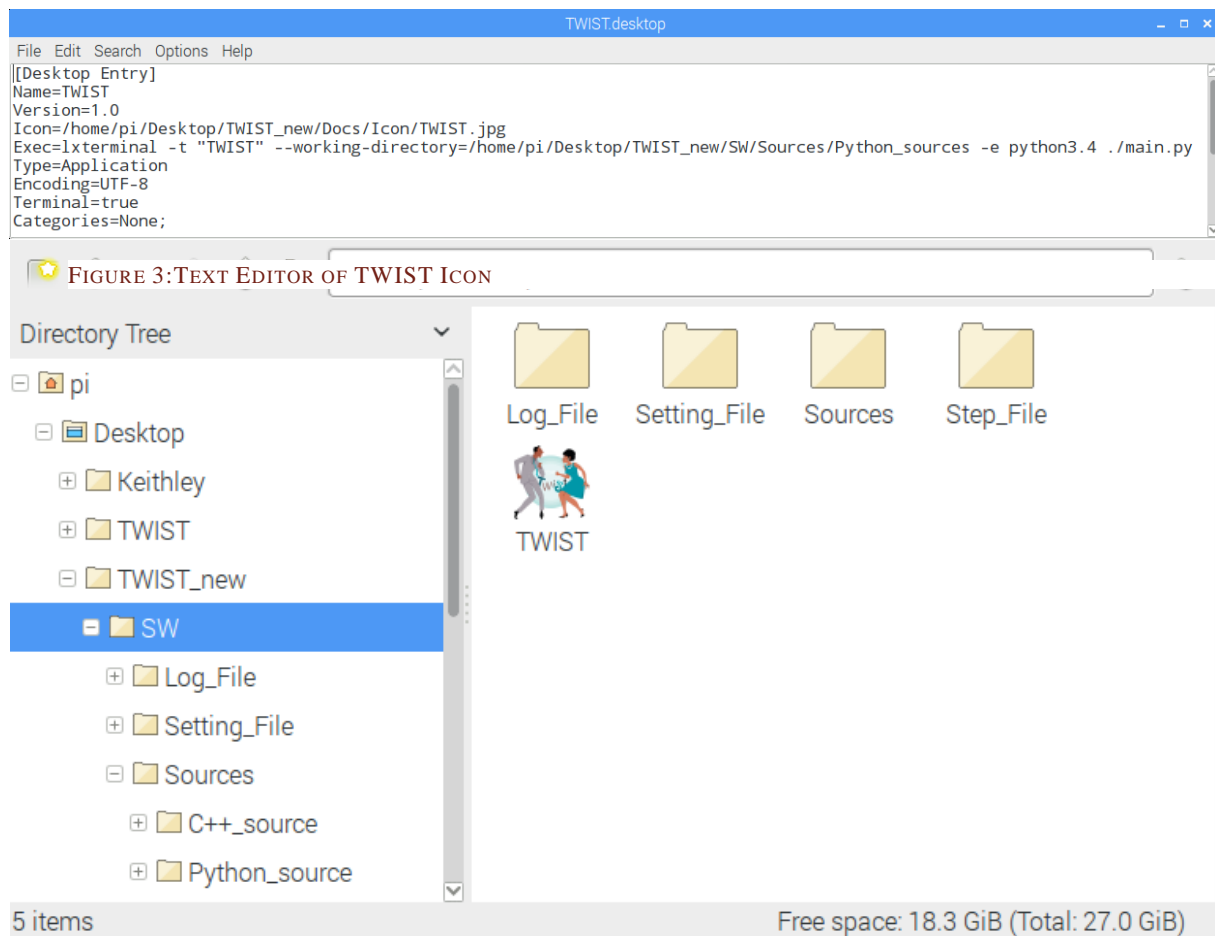 TWIST.desktop
File Edit Search Options Help
[Desktop Entry]
Name=TWIST
Version=1.0
Icon=/home/pi/Desktop/TWIST_new/Docs/Icon/TWIST.jpg
Exec=lxterminal -t "TWIST" --working-directory=/home/pi/Desktop/TWIST_new/SW/Sources/Python_sources -e python3.4 ./main.py
Type=Application
Encoding=UTF-8
Terminal=true
Categories=None;
FIGURE 3:TEXT EDITOR OF TWIST ICON
Directory Tree
pi
Desktop
Keithley
TWIST
TWIST_new
SW
Log_File
Setting_File
Sources
C++_source
Python_source
Log_File Setting_File Sources Step_File
Twist
TWIST
5 items
Free space: 18.3 GiB (Total: 27.0 GiB)